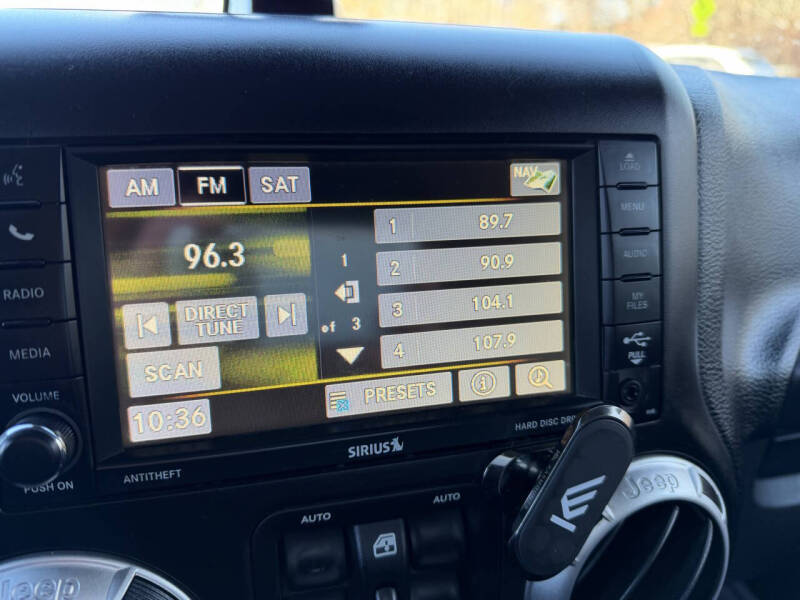 AM FM SAT NAV
96.3
1
of 3
DIRECT
TUNE
SCAN
10:36
1 89.7
2 90.9
3 104.1
4 107.9
PRESETS
RADIO
MEDIA
VOLUME
PUSH ON
ANTITHEFT
SIRIUS
HARD DISC DRI
LOAD
MENU
AUDIO
MY
FILES
PULL
AUTO
AUTO
Jeep
Jeep